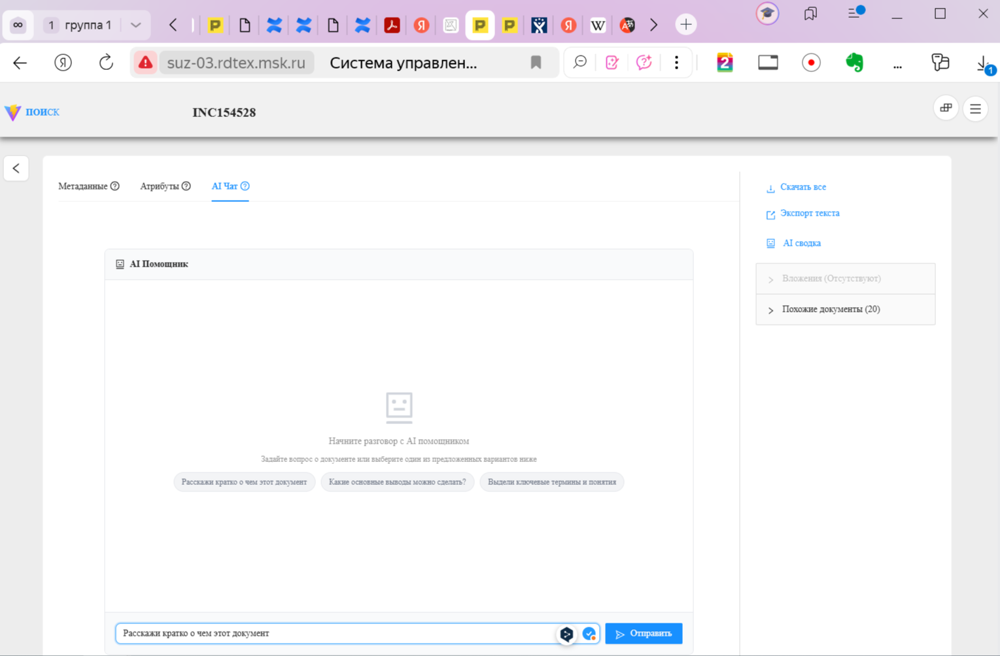 1 группа 1
suz-03.rdtex.msk.ru Система управлен...
ПОИСК INC154528
Метаданные Атрибуты AI Чат
Скачать все
Экспорт текста
AI сводка
Вложения (Отсутствуют)
Похожие документы (20)
AI Помощник
Начните разговор с AI помощником
Задайте вопрос о документе или выберите один из предложенных вариантов ниже
Расскажи кратко о чем этот документ Какие основные выводы можно сделать? Выдели ключевые термины и понятия
Расскажи кратко о чем этот документ Отправить